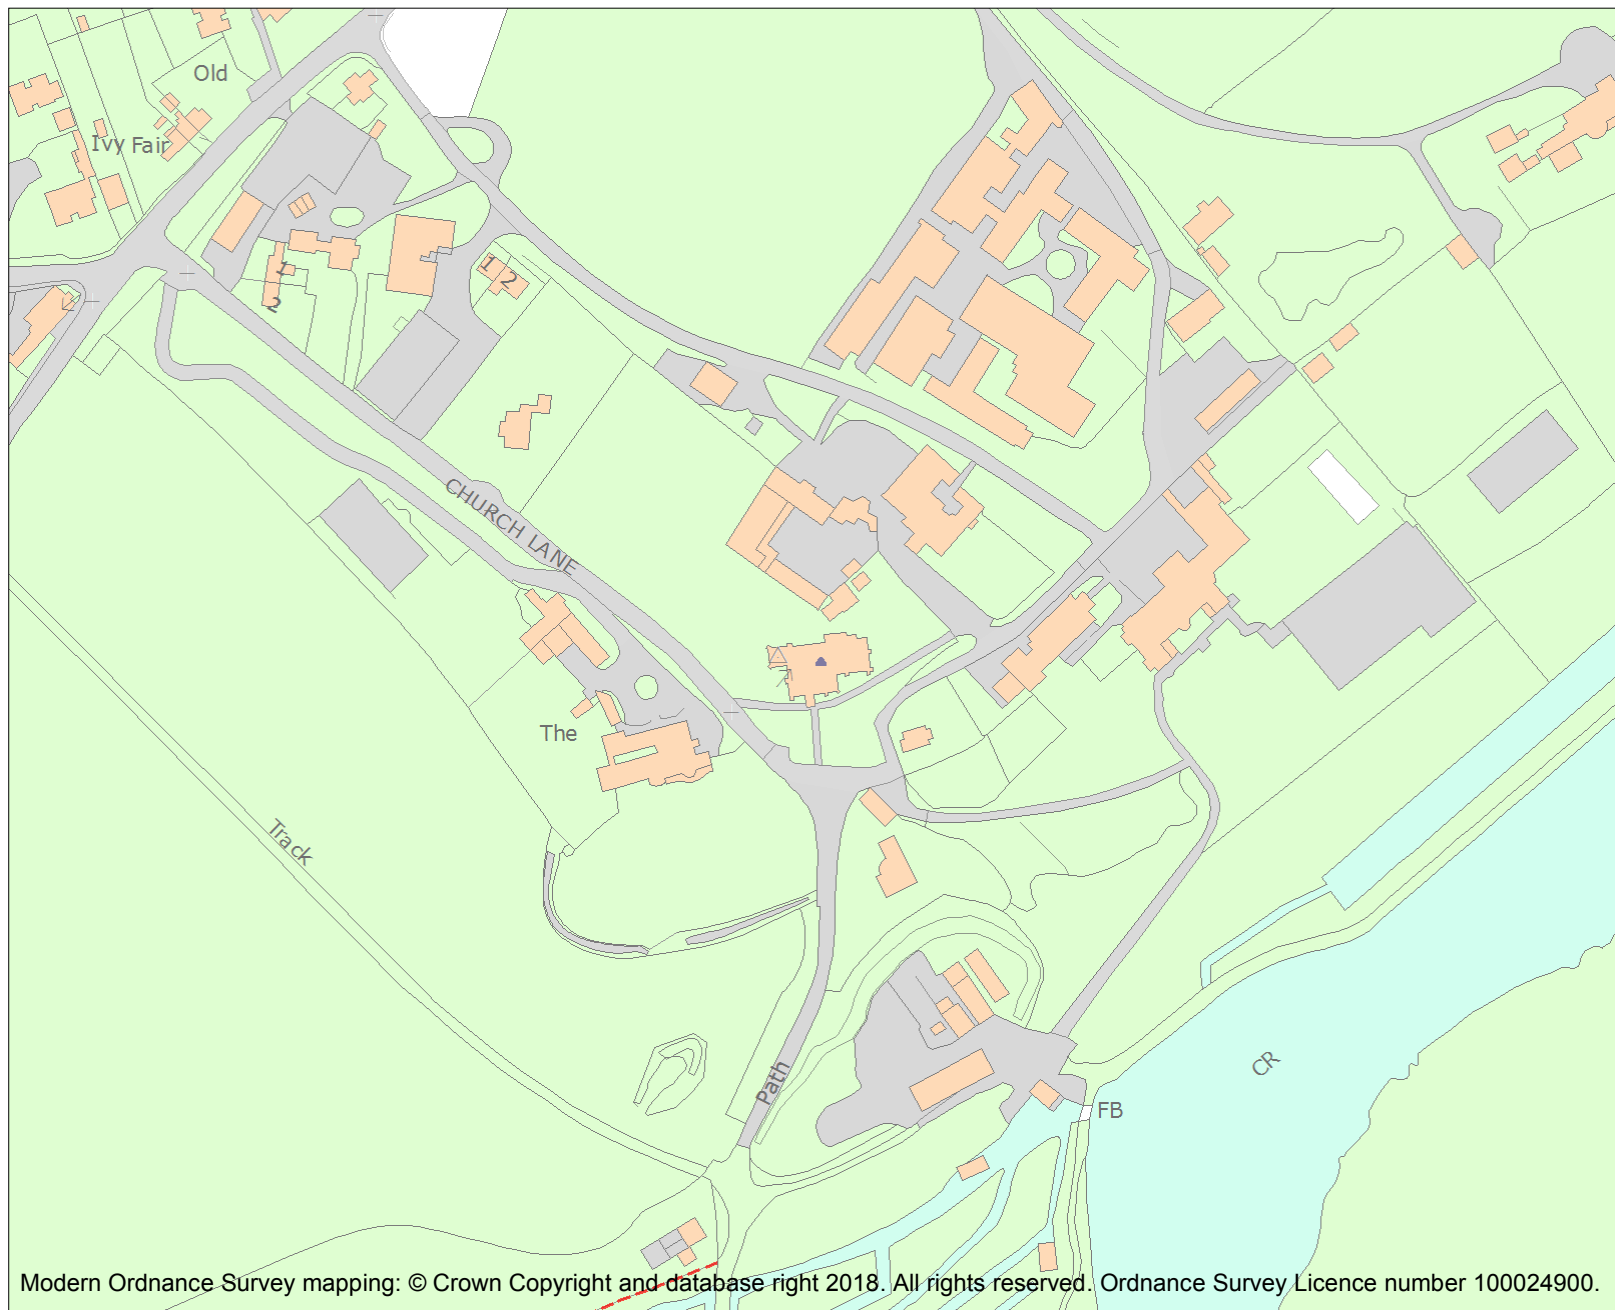 Old
Ivy Fair
1
2
1 2
CHURCH LANE
The
Track
Path
CR
FB
Modern Ordnance Survey mapping: © Crown Copyright and database right 2018. All rights reserved. Ordnance Survey Licence number 100024900.